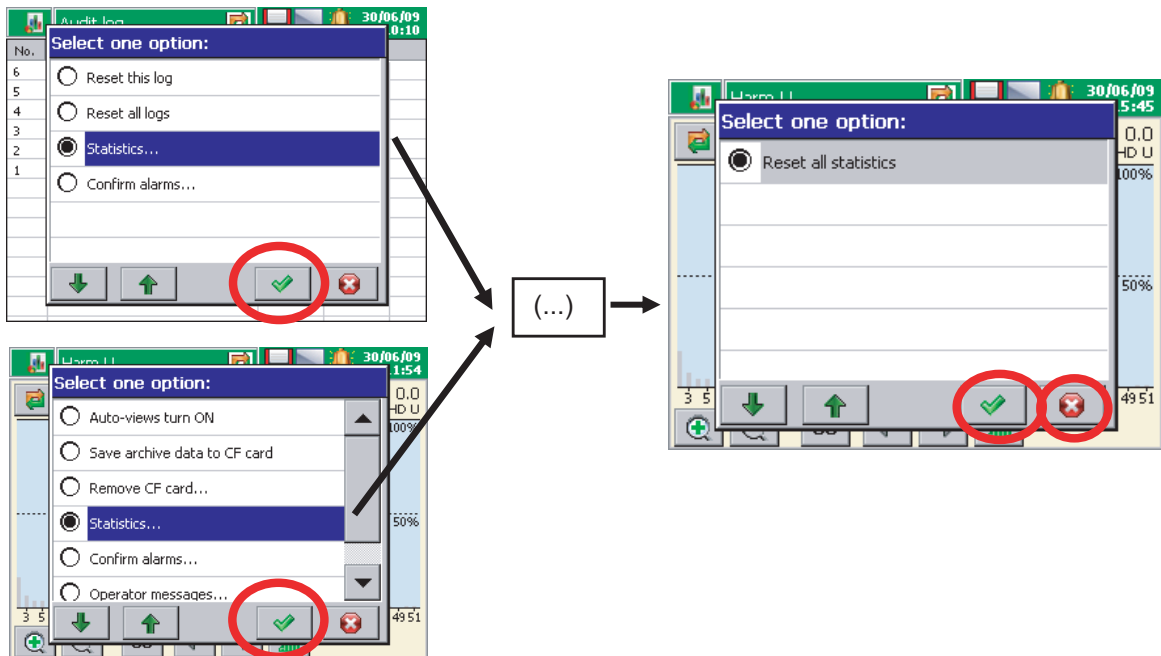 Audit log
30/06/09
0:10
Select one option:
No.
6
5
4
3
2
1
Reset this log
Reset all logs
Statistics...
Confirm alarms...
Harm U
30/06/09
1:54
Select one option:
0.0
HD U
100%
Auto-views turn ON
Save archive data to CF card
Remove CF card...
Statistics...
50%
Confirm alarms...
Operator messages...
3 5
49 51
(...)
Harm U
30/06/09
5:45
Select one option:
0.0
HD U
100%
Reset all statistics
50%
3 5
49 51